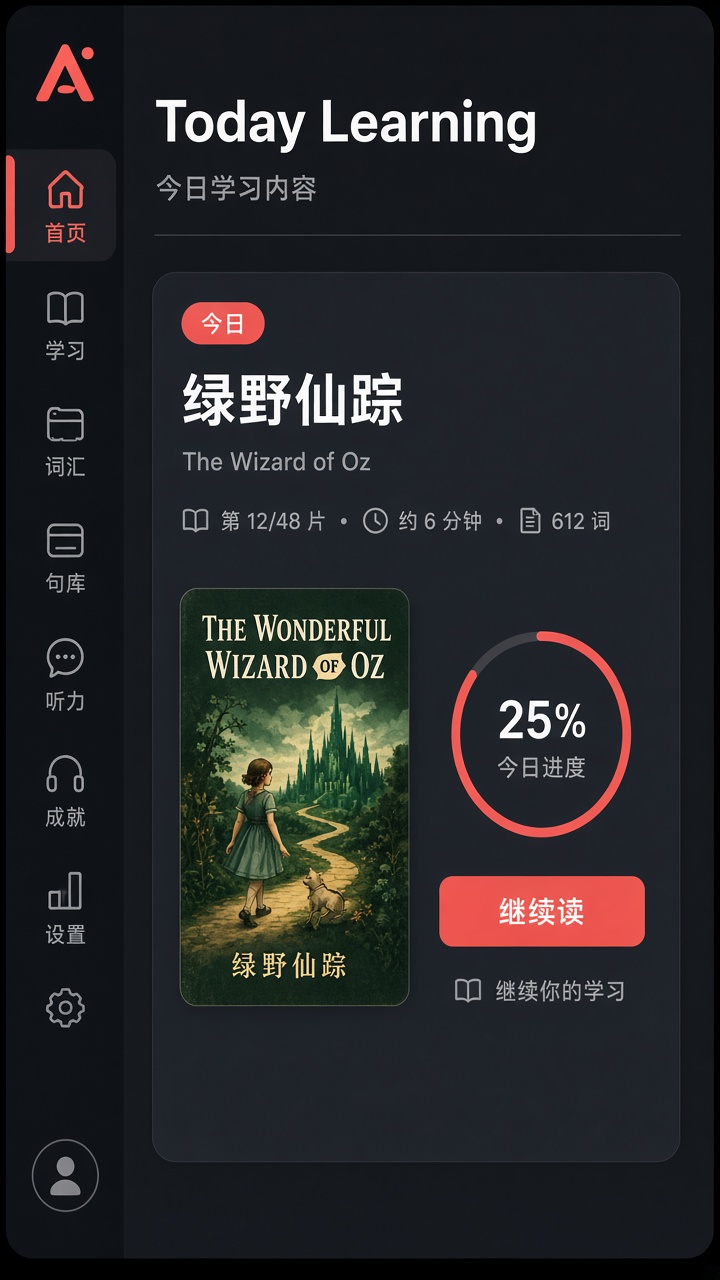 Today Learning
今日学习内容
首页
学习
词汇
句库
听力
成就
设置
今日
绿野仙踪
The Wizard of Oz
第 12/48 片 • 约 6 分钟 • 612 词
THE WONDERFUL
WIZARD OF OZ
绿野仙踪
25%
今日进度
继续读
继续你的学习